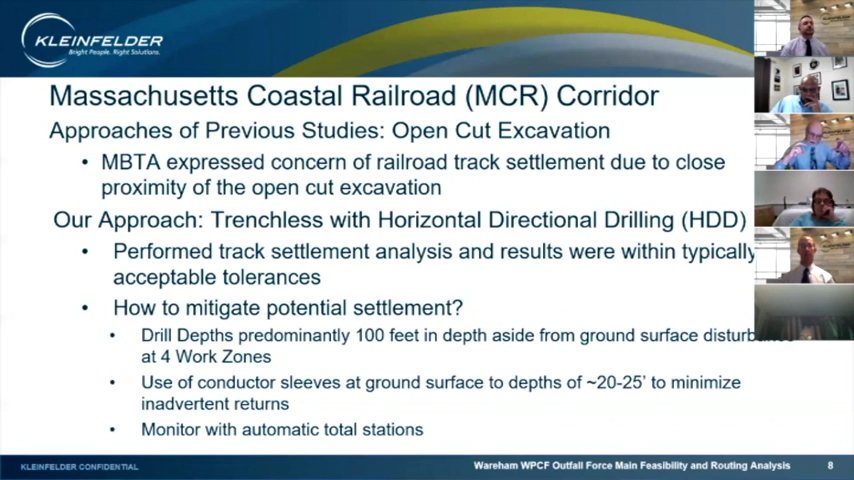 KLEINFELDER
Bright People. Right Solutions.
Massachusetts Coastal Railroad (MCR) Corridor
Approaches of Previous Studies: Open Cut Excavation
• MBTA expressed concern of railroad track settlement due to close
proximity of the open cut excavation
Our Approach: Trenchless with Horizontal Directional Drilling (HDD)
• Performed track settlement analysis and results were within typically
acceptable tolerances
• How to mitigate potential settlement?
• Drill Depths predominantly 100 feet in depth aside from ground surface
at 4 Work Zones
• Use of conductor sleeves at ground surface to depths of ~20-25' to minimize
inadvertent returns
• Monitor with automatic total stations
KLEINFELDER CONFIDENTIAL
Wareham WPCF Outfall Force Main Feasibility and Routing Analysis 8